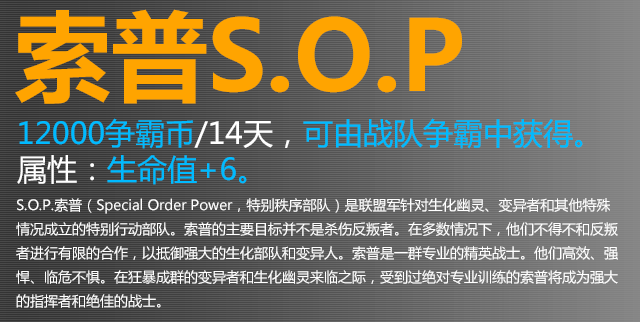 索普S.O.P
12000争霸币/14天，可由战队争霸中获得。
属性：生命值+6。
S.O.P.索普（Special Order Power，特别秩序部队）是联盟军针对生化幽灵、变异者和其他特殊
情况成立的特别行动部队。索普的主要目标并不是杀伤反叛者。在多数情况下，他们不得不和反叛
者进行有限的合作，以抵御强大的生化部队和变异人。索普是一群专业的精英战士。他们高效、强
悍、临危不惧。在狂暴成群的变异者和生化幽灵来临之际，受到过绝对专业训练的索普将成为强大
的指挥者和绝佳的战士。